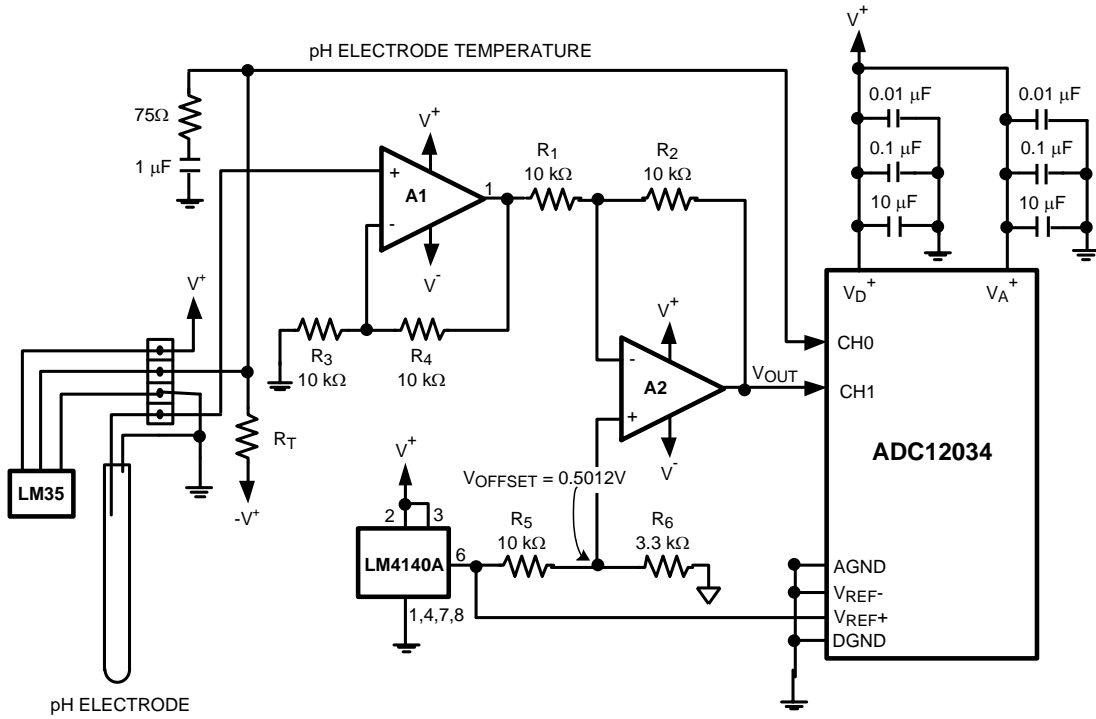 V+
pH ELECTRODE TEMPERATURE
75Ω
1 μF
0.01 μF
0.01 μF
0.1 μF
0.1 μF
10 μF
10 μF
V+
+
A1
1
-
V-
R1
10 kΩ
R2
10 kΩ
VD+
VA+
V+
R3
10 kΩ
R4
10 kΩ
V+
-
A2
+
V-
VOUT
CH0
CH1
ADC12034
RT
-V+
LM35
V+
VOFFSET = 0.5012V
2
3
LM4140A
6
1,4,7,8
R5
10 kΩ
R6
3.3 kΩ
AGND
VREF-
VREF+
DGND
pH ELECTRODE